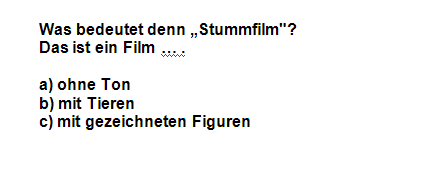 Was bedeutet denn „Stummfilm"?
Das ist ein Film ... .
a) ohne Ton
b) mit Tieren
c) mit gezeichneten Figuren